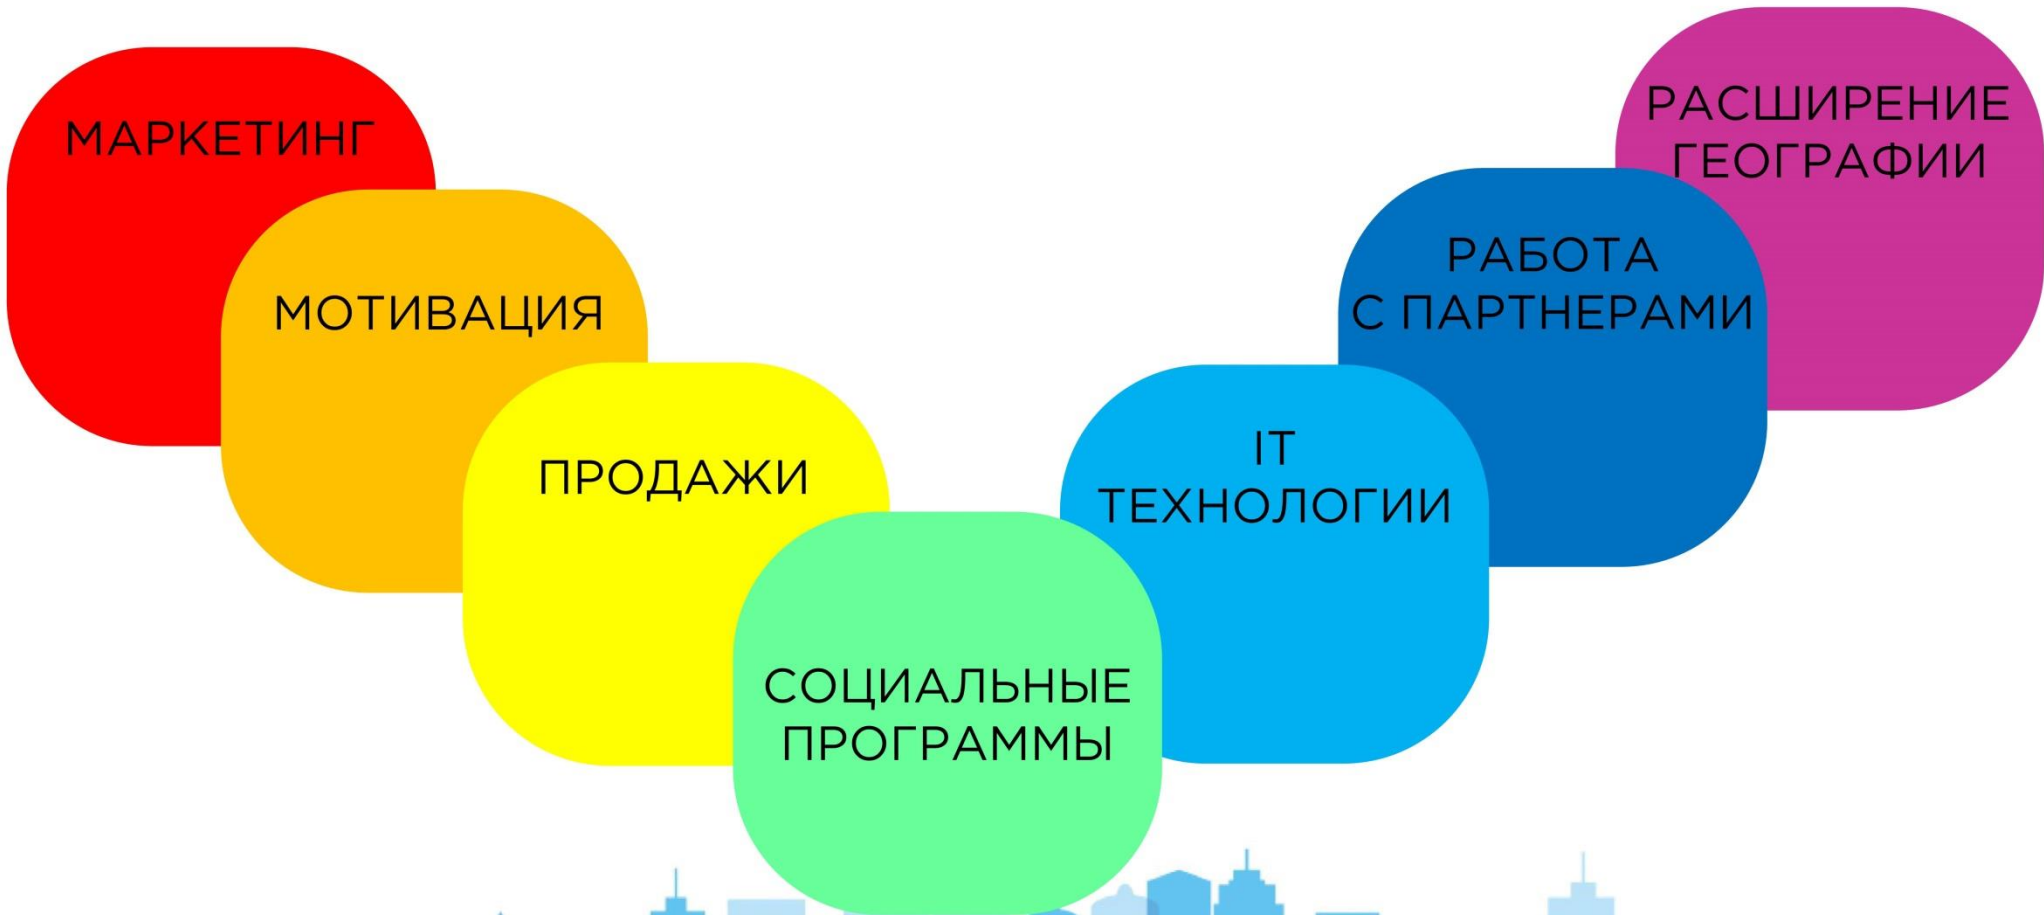 МАРКЕТИНГ
МОТИВАЦИЯ
ПРОДАЖИ
СОЦИАЛЬНЫЕ
ПРОГРАММЫ
IT
ТЕХНОЛОГИИ
РАБОТА
С ПАРТНЕРАМИ
РАСШИРЕНИЕ
ГЕОГРАФИИ